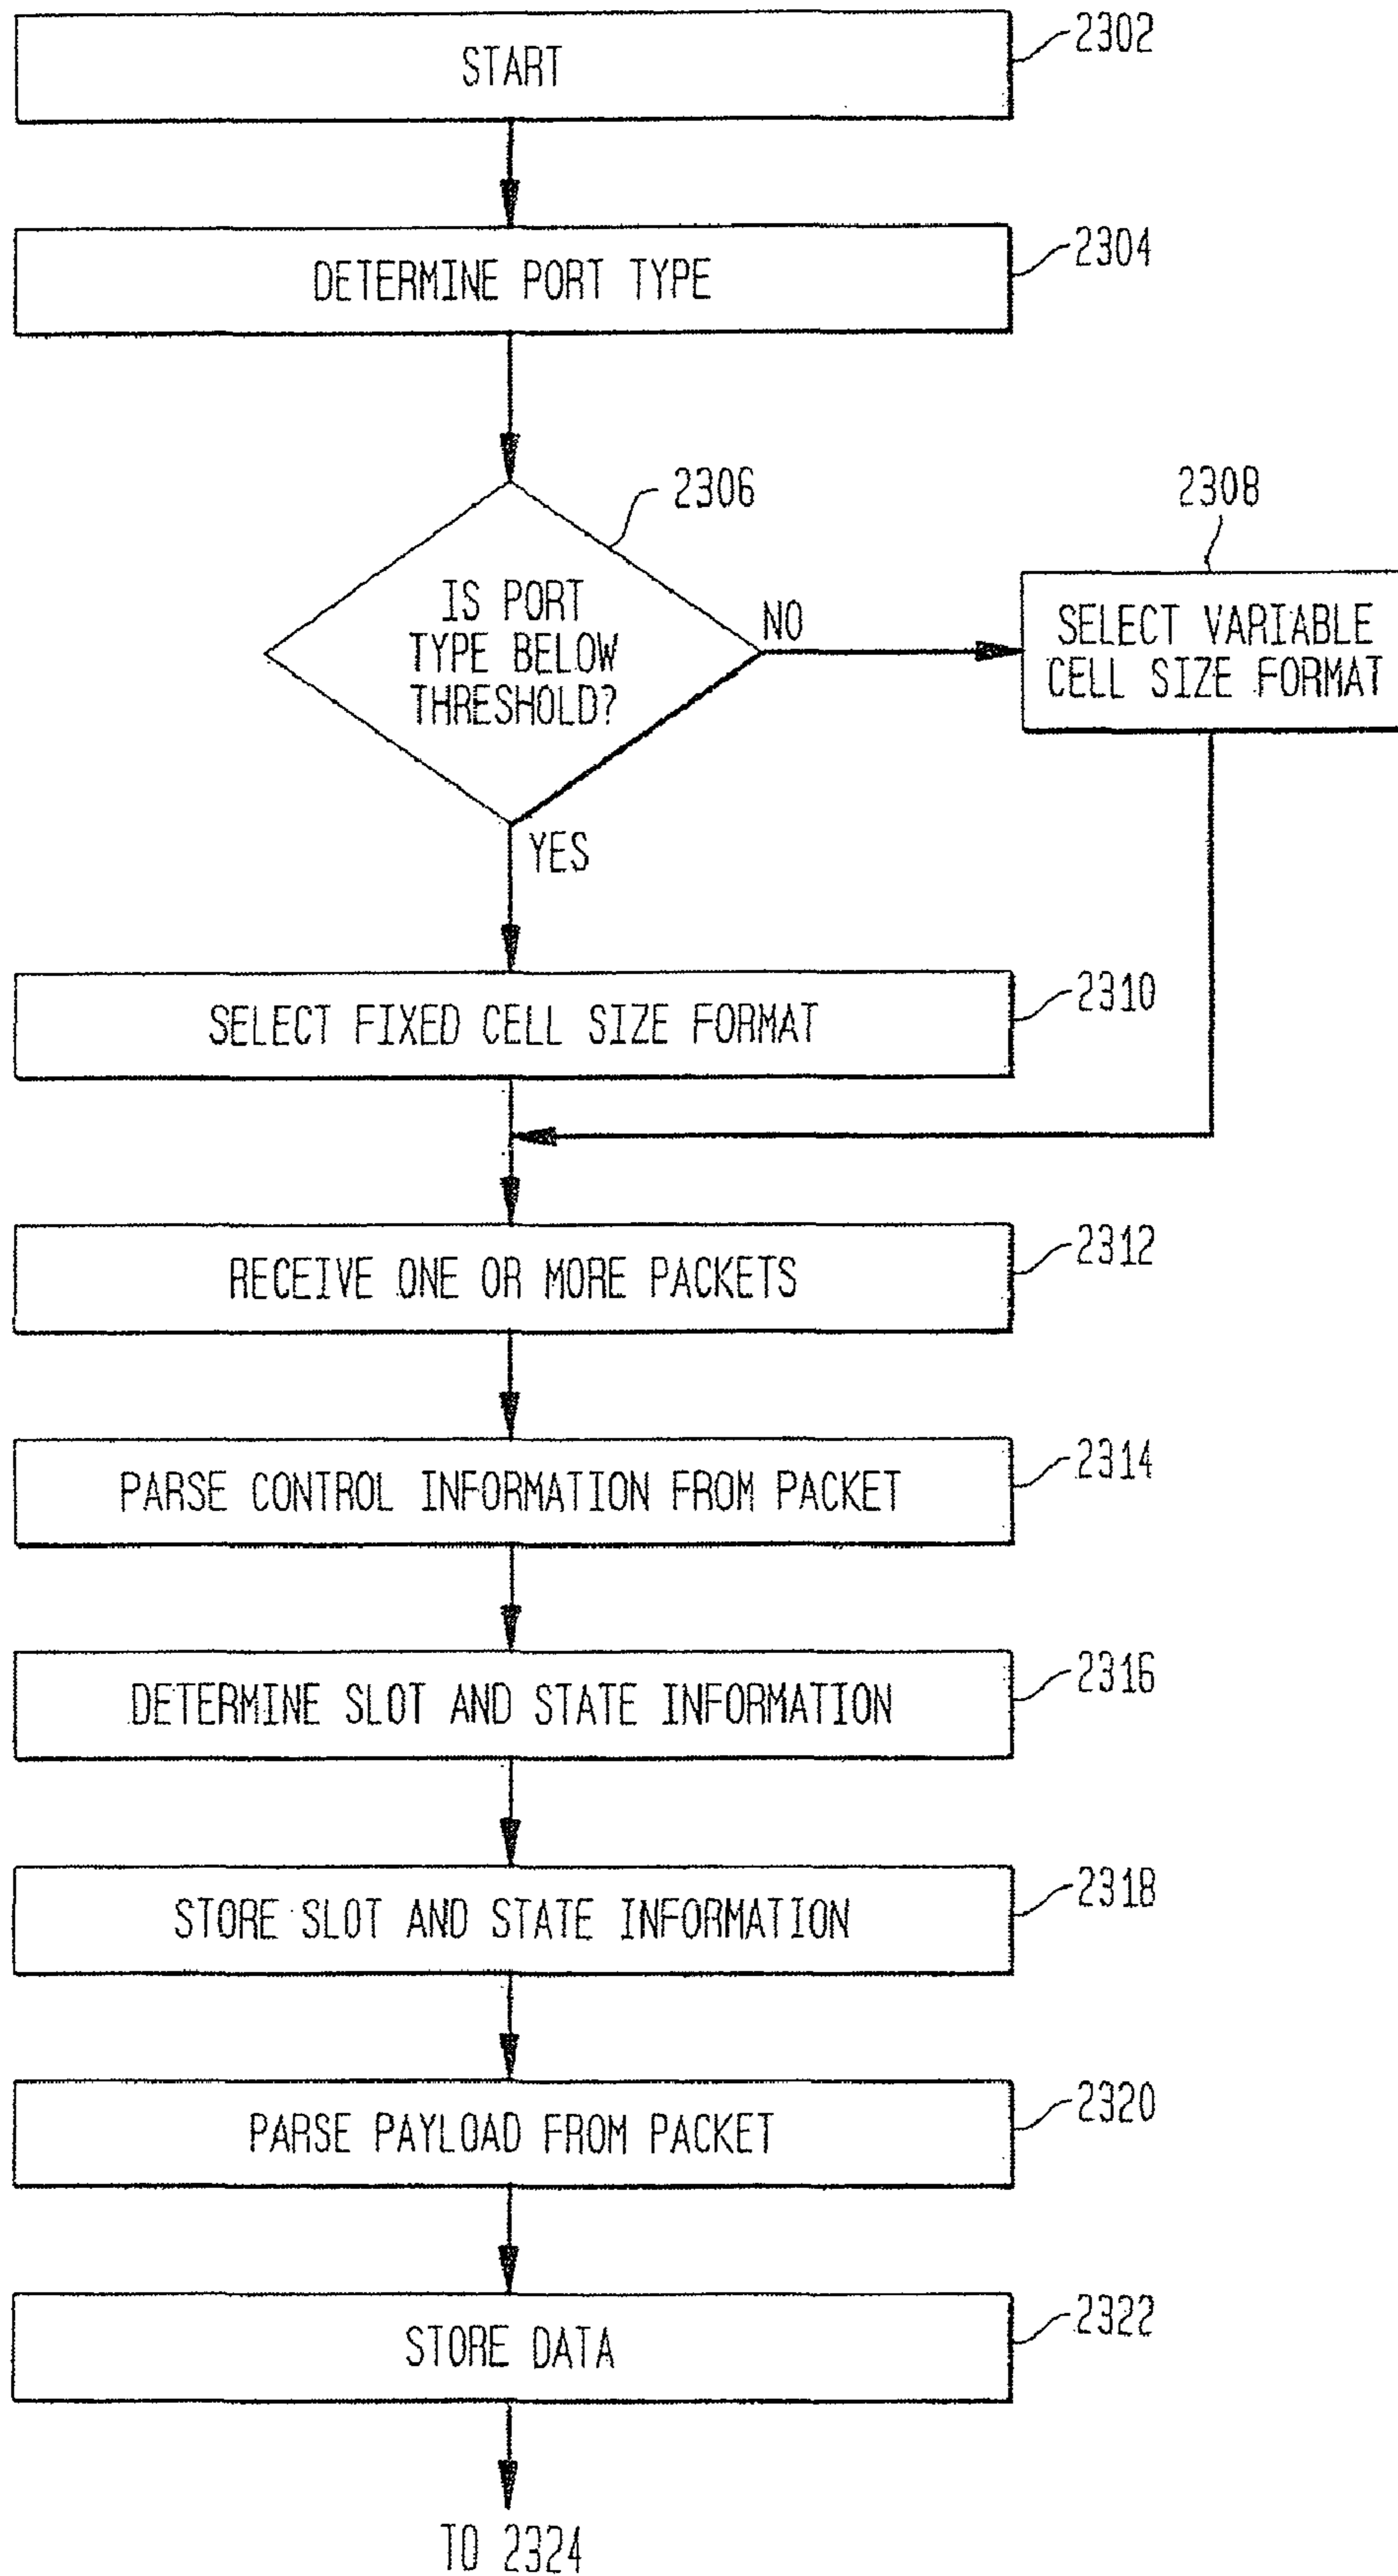 START
2302
DETERMINE PORT TYPE
2304
2306
IS PORT
TYPE BELOW
THRESHOLD?
NO
YES
2308
SELECT VARIABLE
CELL SIZE FORMAT
SELECT FIXED CELL SIZE FORMAT
2310
RECEIVE ONE OR MORE PACKETS
2312
PARSE CONTROL INFORMATION FROM PACKET
2314
DETERMINE SLOT AND STATE INFORMATION
2316
STORE SLOT AND STATE INFORMATION
2318
PARSE PAYLOAD FROM PACKET
2320
STORE DATA
2322
TO 2324